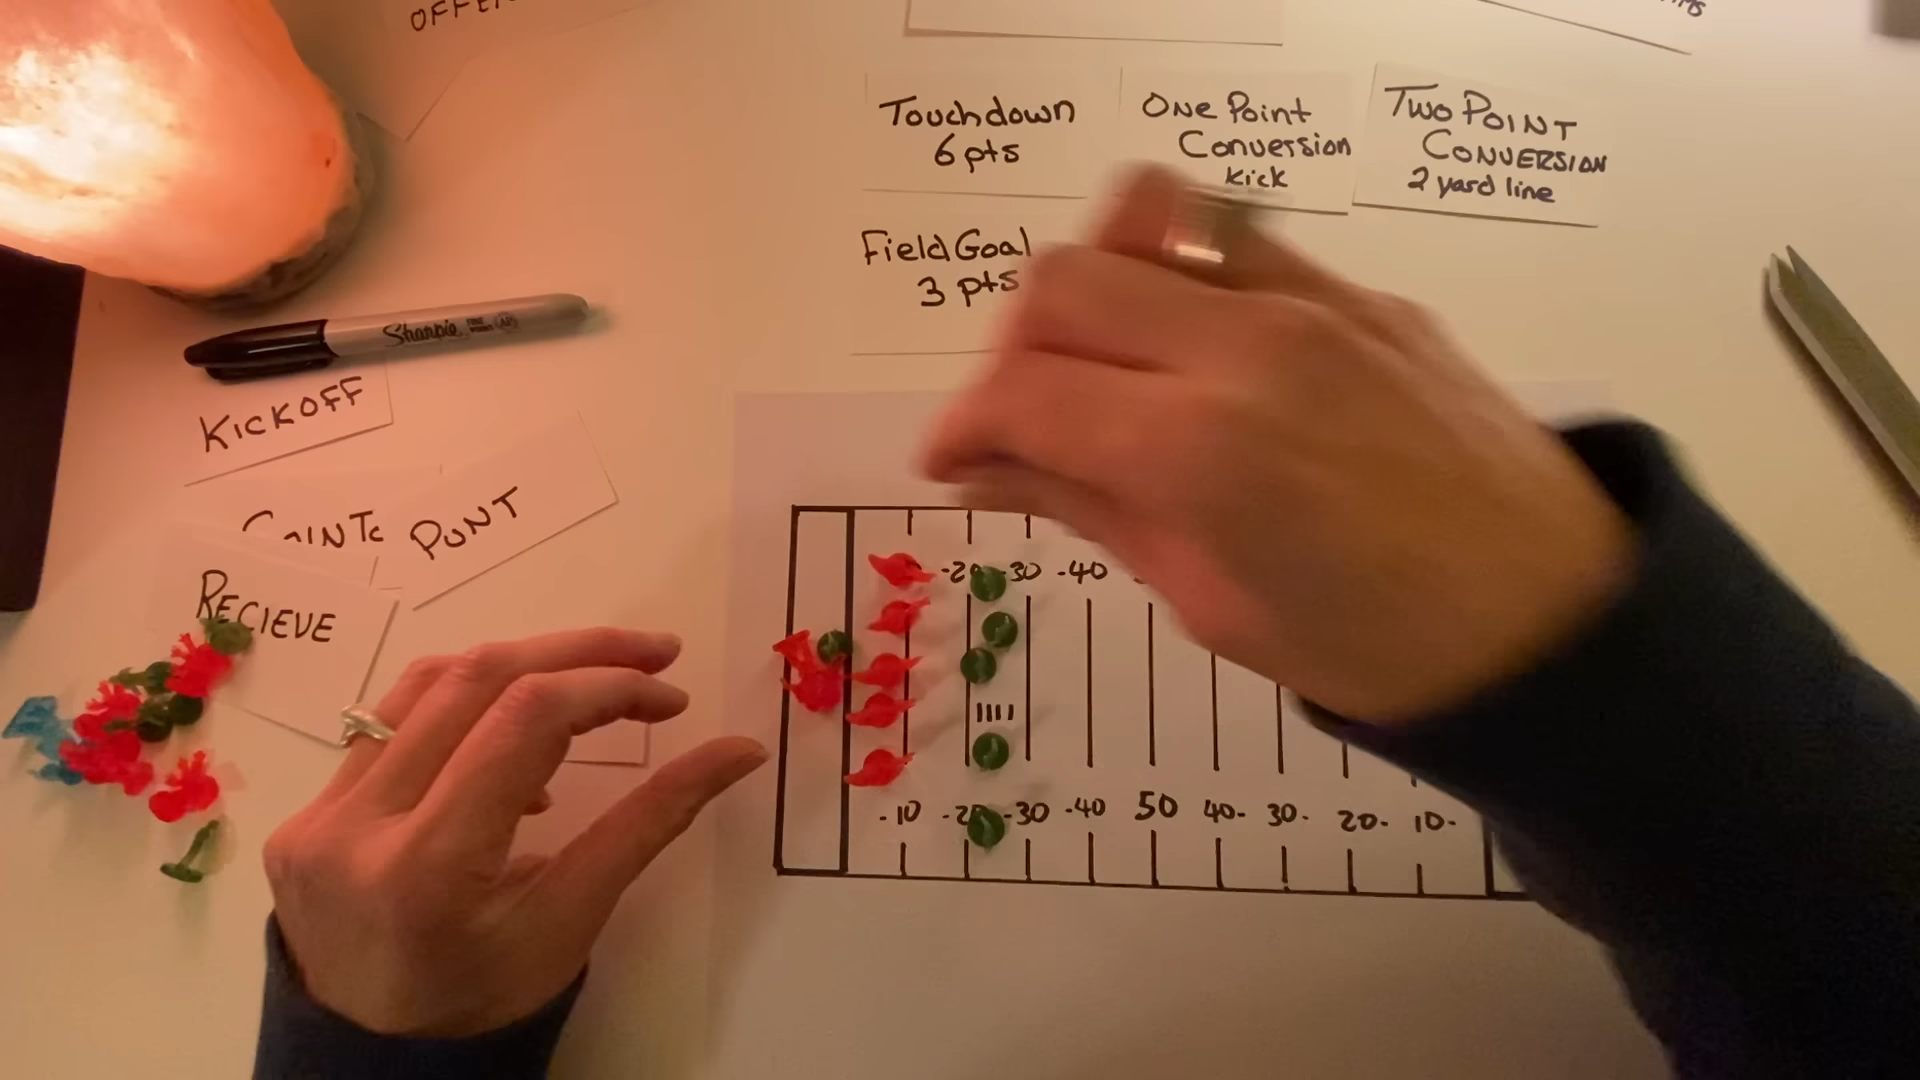 Touchdown
6 pts
One Point
Conversion
kick
Two Point
Conversion
2 yard line
Field Goal
3 pts
Sharpie
KICKOFF
PUNT
RECIEVE
-30 -40
-10 -30 -40 50 40- 30- 20- 10-